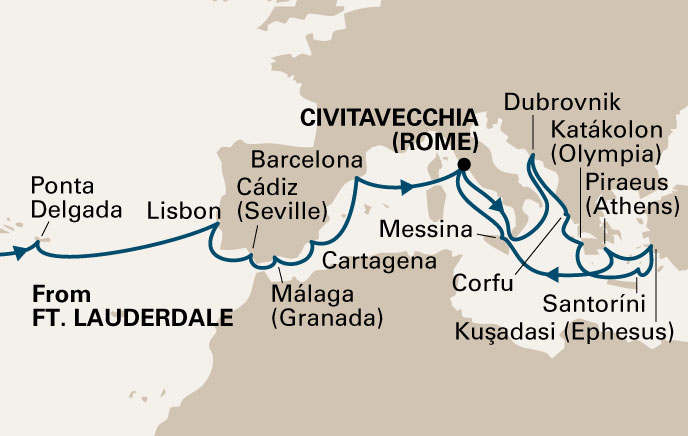 Dubrovnik
CIVITAVECCHIA
(ROME)
Katákolon
(Olympia)
Barcelona
Piraeus
(Athens)
Ponta
Delgada
Lisbon
Cádiz
(Seville)
Messina
Cartagena
Corfu
From
FT. LAUDERDALE
Málaga
(Granada)
Santoríni
Kuşadasi (Ephesus)